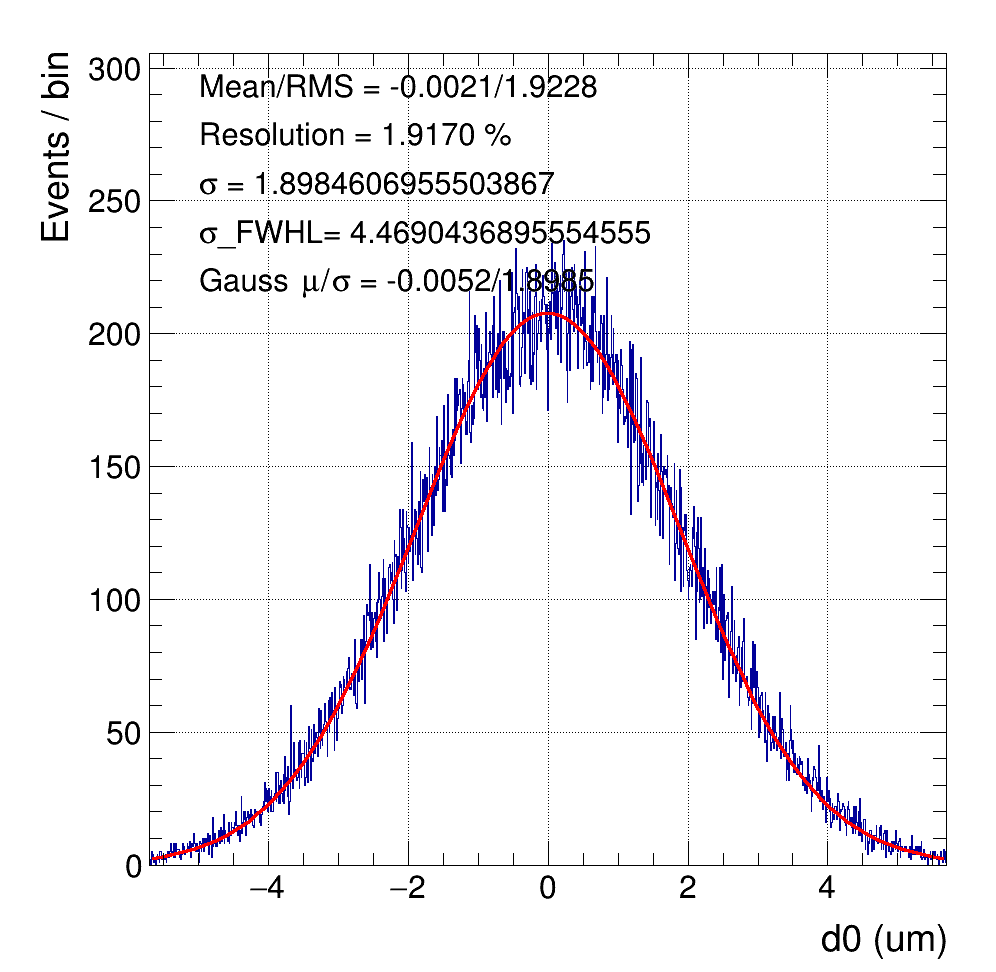 Events / bin
300
250
200
150
100
50
0
Mean/RMS = -0.0021/1.9228
Resolution = 1.9170 %
σ = 1.8984606955503867
σ_FWHL= 4.4690436895554555
Gauss μ/σ = -0.0052/1.8985
−4 −2 0 2 4
d0 (um)